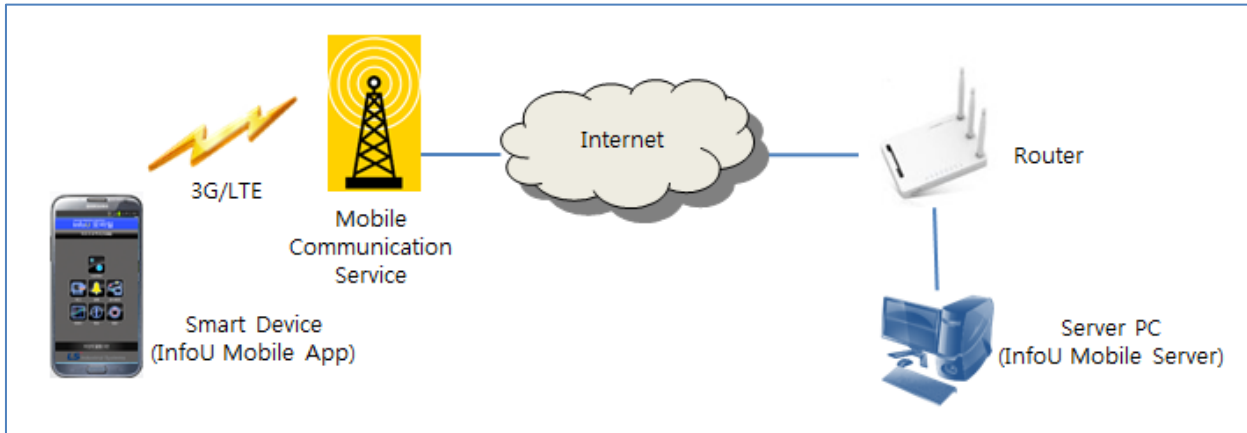 3G/LTE
Mobile
Communication
Service
Internet
Router
Smart Device
(InfoU Mobile App)
Server PC
(InfoU Mobile Server)